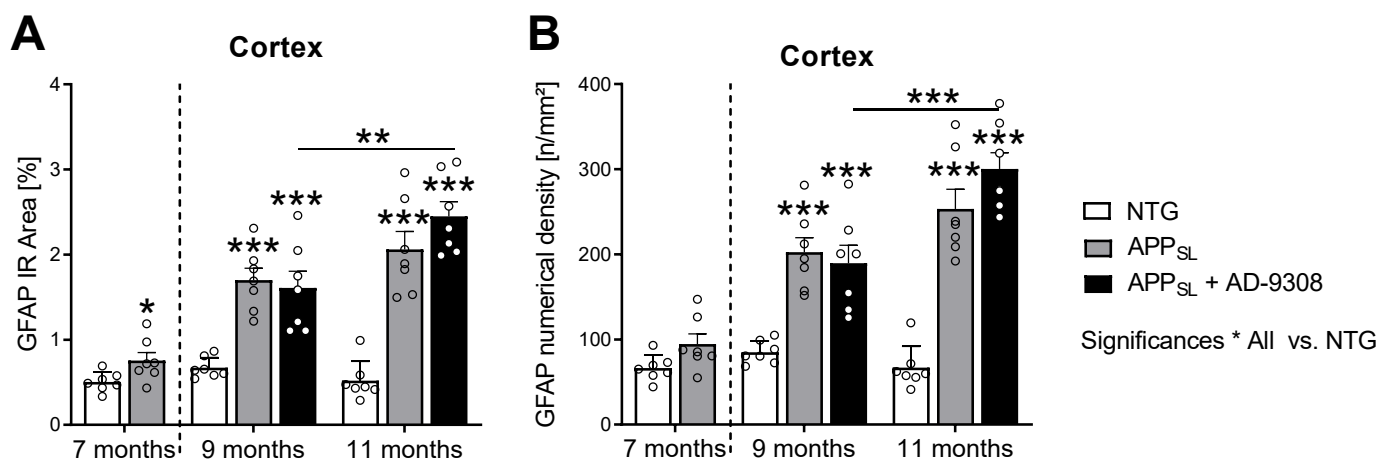 A
Cortex
GFAP IR Area [%]
4
3
2
1
0
*
***
***
***
***
**
7 months
9 months
11 months
B
Cortex
GFAP numerical density [n/mm²]
400
300
200
100
0
***
***
***
***
***
7 months
9 months
11 months
NTG
APPSL
APPSL + AD-9308
Significances * All vs. NTG